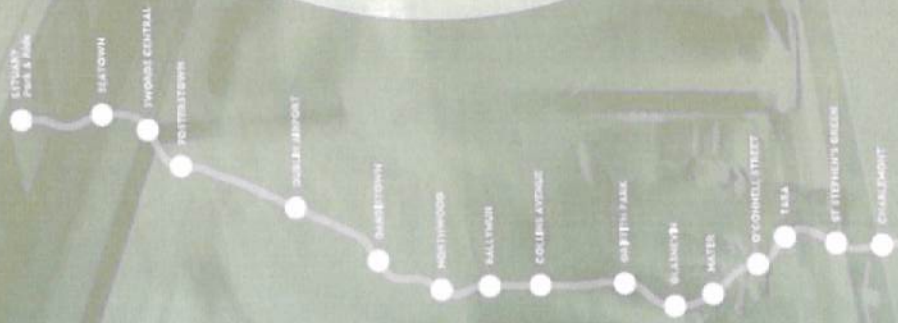 ESTUARY
Park & Ride
SEATOWN
SWORDS CENTRAL
FOSTERSTOWN
DUBLIN AIRPORT
DARDISTOWN
NORTHWOOD
BALLYMUN
COLLINS AVENUE
GRIFFITH PARK
GLASNEVIN
MATER
O'CONNELL STREET
TARA
ST STEPHEN'S GREEN
CHARLEMONT